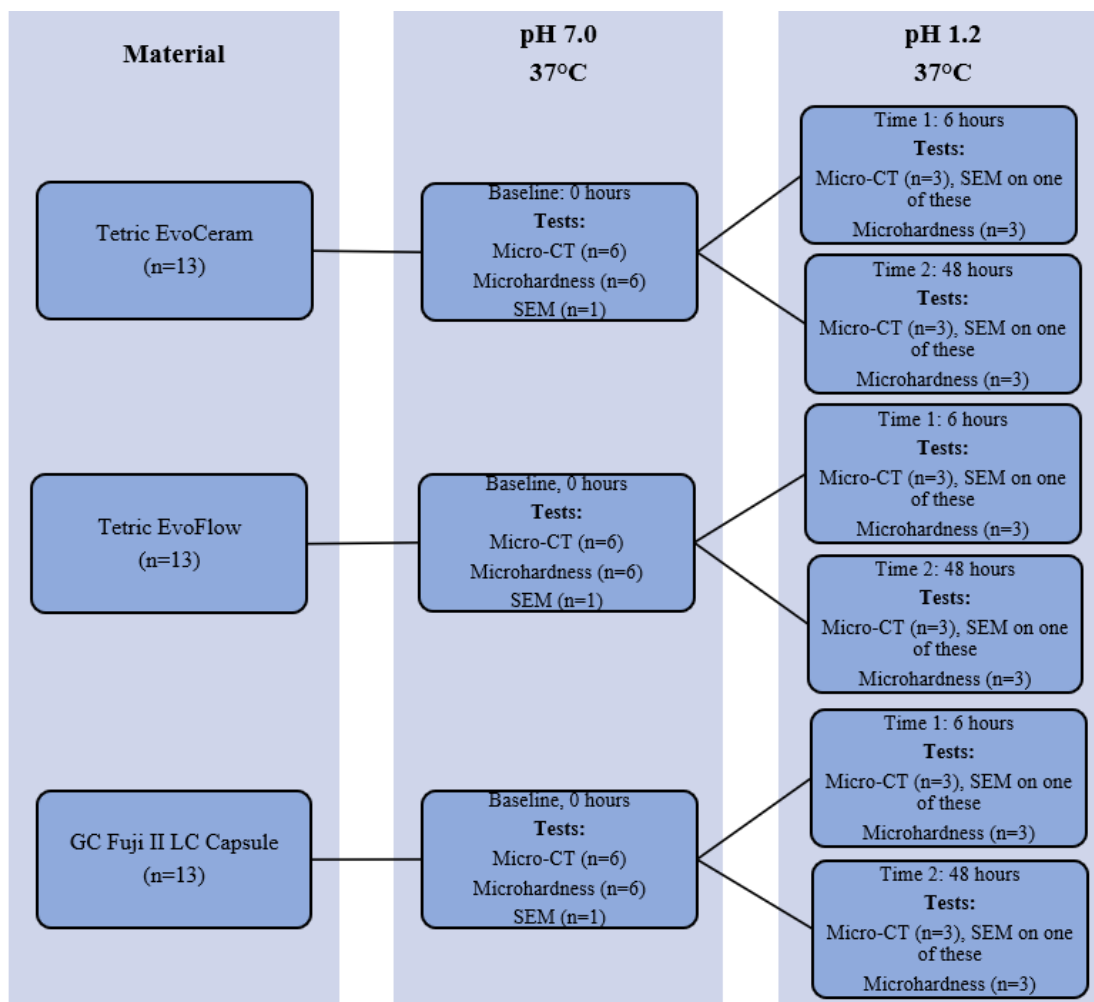 Material
pH 7.0
37°C
pH 1.2
37°C
Tetric EvoCeram
(n=13)
Baseline: 0 hours
Tests:
Micro-CT (n=6)
Microhardness (n=6)
SEM (n=1)
Time 1: 6 hours
Tests:
Micro-CT (n=3), SEM on one
of these
Microhardness (n=3)
Time 2: 48 hours
Tests:
Micro-CT (n=3), SEM on one
of these
Microhardness (n=3)
Tetric EvoFlow
(n=13)
Baseline, 0 hours
Tests:
Micro-CT (n=6)
Microhardness (n=6)
SEM (n=1)
Time 1: 6 hours
Tests:
Micro-CT (n=3), SEM on one
of these
Microhardness (n=3)
Time 2: 48 hours
Tests:
Micro-CT (n=3), SEM on one
of these
Microhardness (n=3)
GC Fuji II LC Capsule
(n=13)
Baseline, 0 hours
Tests:
Micro-CT (n=6)
Microhardness (n=6)
SEM (n=1)
Time 1: 6 hours
Tests:
Micro-CT (n=3), SEM on one
of these
Microhardness (n=3)
Time 2: 48 hours
Tests:
Micro-CT (n=3), SEM on one
of these
Microhardness (n=3)